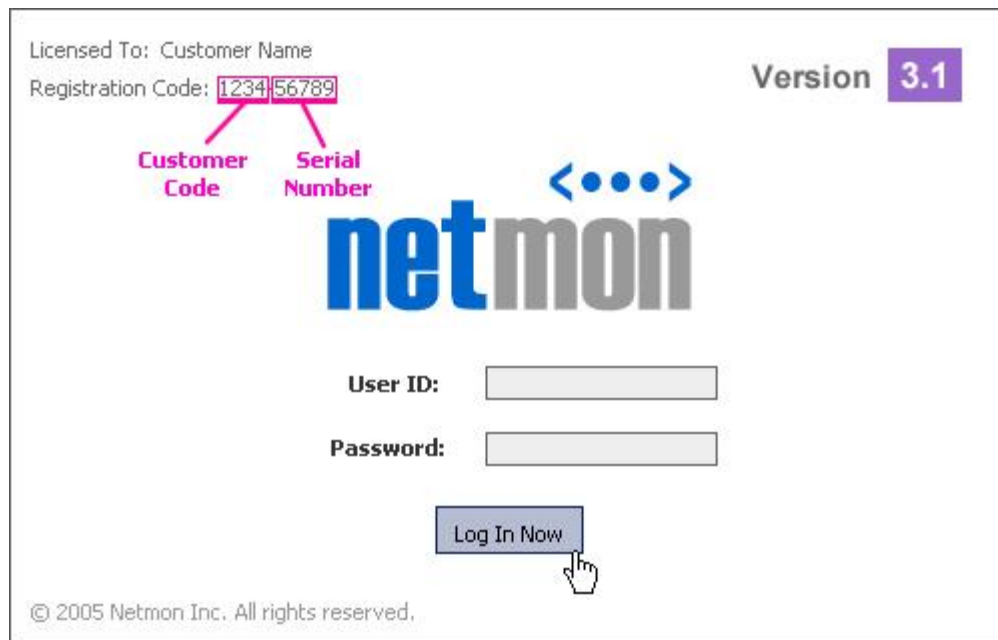 Licensed To: Customer Name
Registration Code: 1234-56789
Version 3.1
Customer Code
Serial Number
netmon
User ID:
Password:
Log In Now
© 2005 Netmon Inc. All rights reserved.